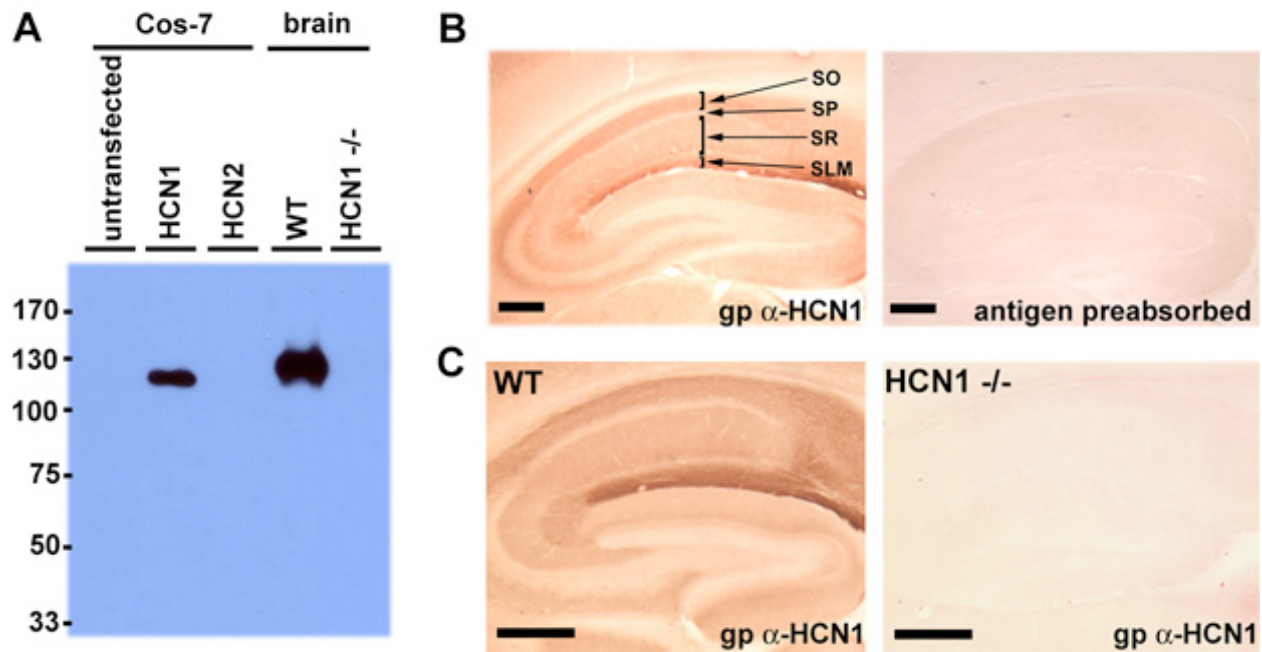 A
Cos-7
brain
untransfected
HCN1
HCN2
WT
HCN1 -/-
170
130
100
75
50
33
B
SO
SP
SR
SLM
gp α-HCN1
antigen preabsorbed
C
WT
gp α-HCN1
HCN1 -/-
gp α-HCN1